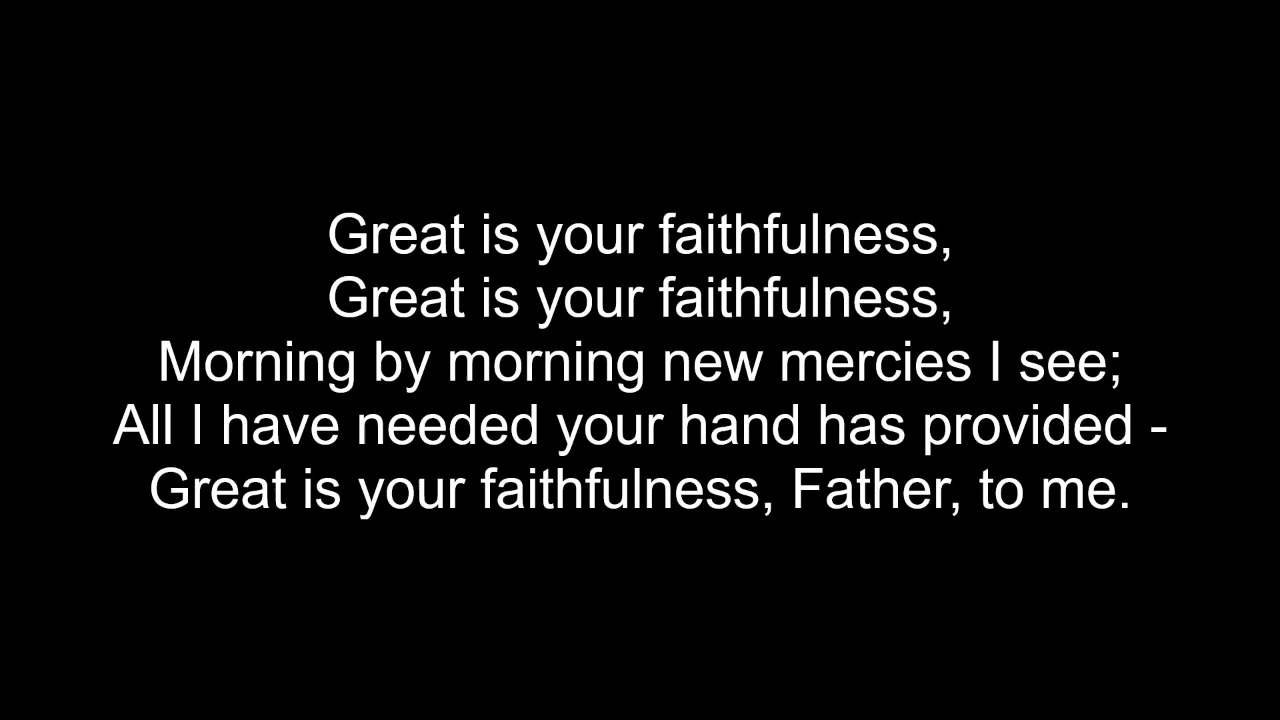 Great is your faithfulness,
Great is your faithfulness,
Morning by morning new mercies I see;
All I have needed your hand has provided -
Great is your faithfulness, Father, to me.